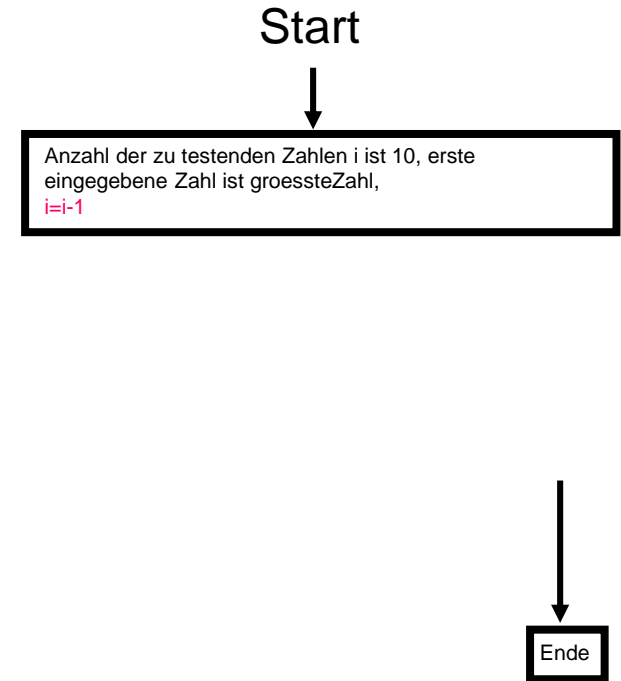 Start
Anzahl der zu testenden Zahlen i ist 10, erste
eingegebene Zahl ist groessteZahl,
i=i-1
Ende